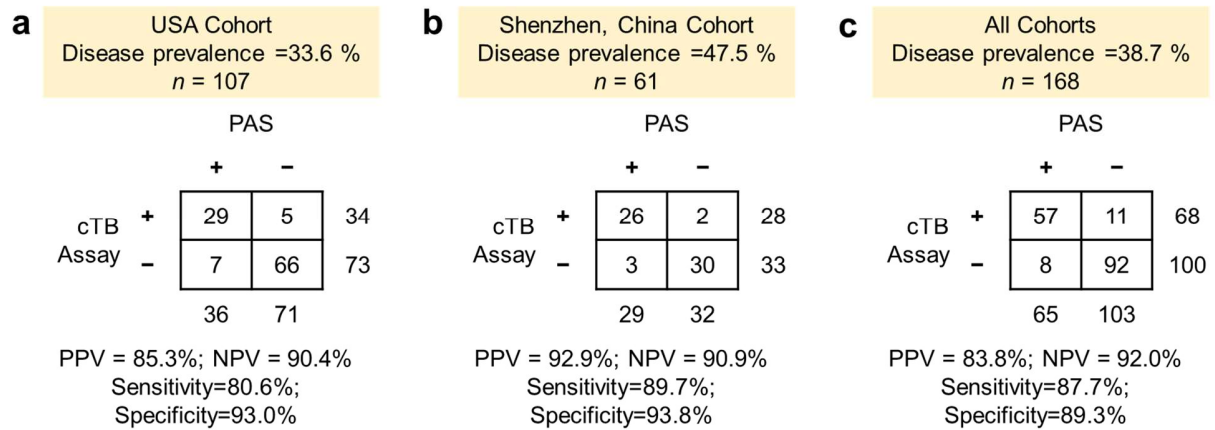 a
USA Cohort
Disease prevalence =33.6 %
n = 107
PAS
+ −
cTB
Assay
+ 29 5 34
− 7 66 73
36 71
PPV = 85.3%; NPV = 90.4%
Sensitivity=80.6%;
Specificity=93.0%
b
Shenzhen, China Cohort
Disease prevalence =47.5 %
n = 61
PAS
+ −
cTB
Assay
+ 26 2 28
− 3 30 33
29 32
PPV = 92.9%; NPV = 90.9%
Sensitivity=89.7%;
Specificity=93.8%
c
All Cohorts
Disease prevalence =38.7 %
n = 168
PAS
+ −
cTB
Assay
+ 57 11 68
− 8 92 100
65 103
PPV = 83.8%; NPV = 92.0%
Sensitivity=87.7%;
Specificity=89.3%